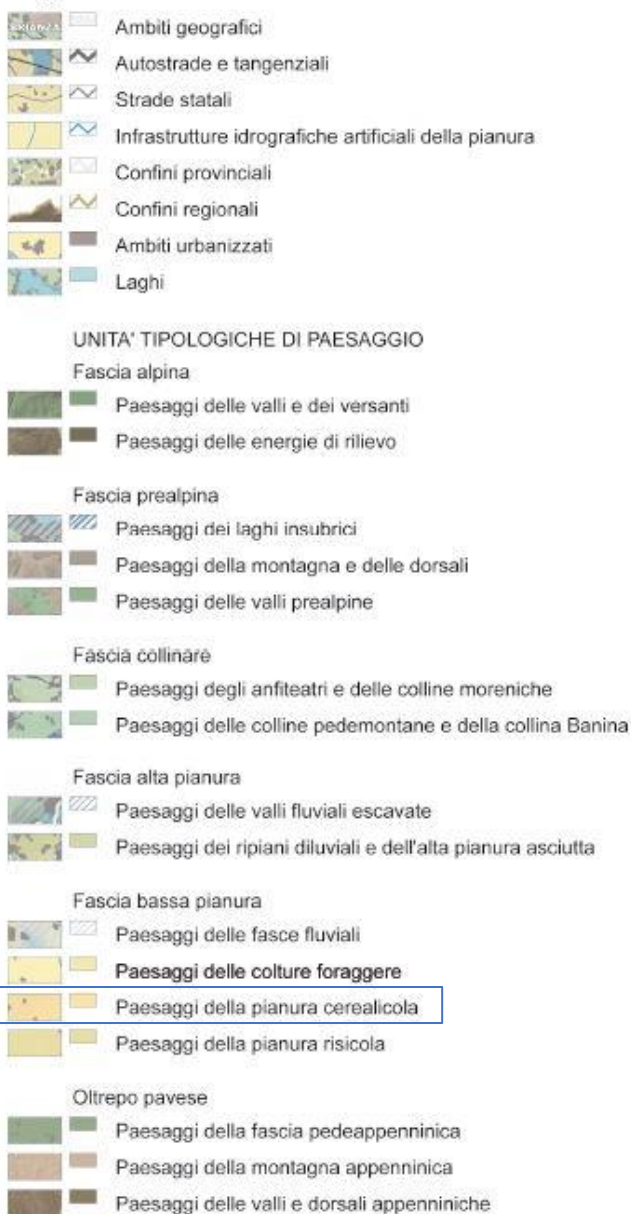 Ambiti geografici
Autostrade e tangenziali
Strade statali
Infrastrutture idrografiche artificiali della pianura
Confini provinciali
Confini regionali
Ambiti urbanizzati
Laghi
UNITA' TIPOLOGICHE DI PAESAGGIO
Fascia alpina
Paesaggi delle valli e dei versanti
Paesaggi delle energie di rilievo
Fascia prealpina
Paesaggi dei laghi insubrici
Paesaggi della montagna e delle dorsali
Paesaggi delle valli prealpine
Fascia collinare
Paesaggi degli anfiteatri e delle colline moreniche
Paesaggi delle colline pedemontane e della collina Banina
Fascia alta pianura
Paesaggi delle valli fluviali escavate
Paesaggi dei ripiani diluviali e dell'alta pianura asciutta
Fascia bassa pianura
Paesaggi delle fasce fluviali
Paesaggi delle colture foraggere
Paesaggi della pianura cerealicola
Paesaggi della pianura risicola
Oltrepo pavese
Paesaggi della fascia pedeappenninica
Paesaggi della montagna appenninica
Paesaggi delle valli e dorsali appenniniche